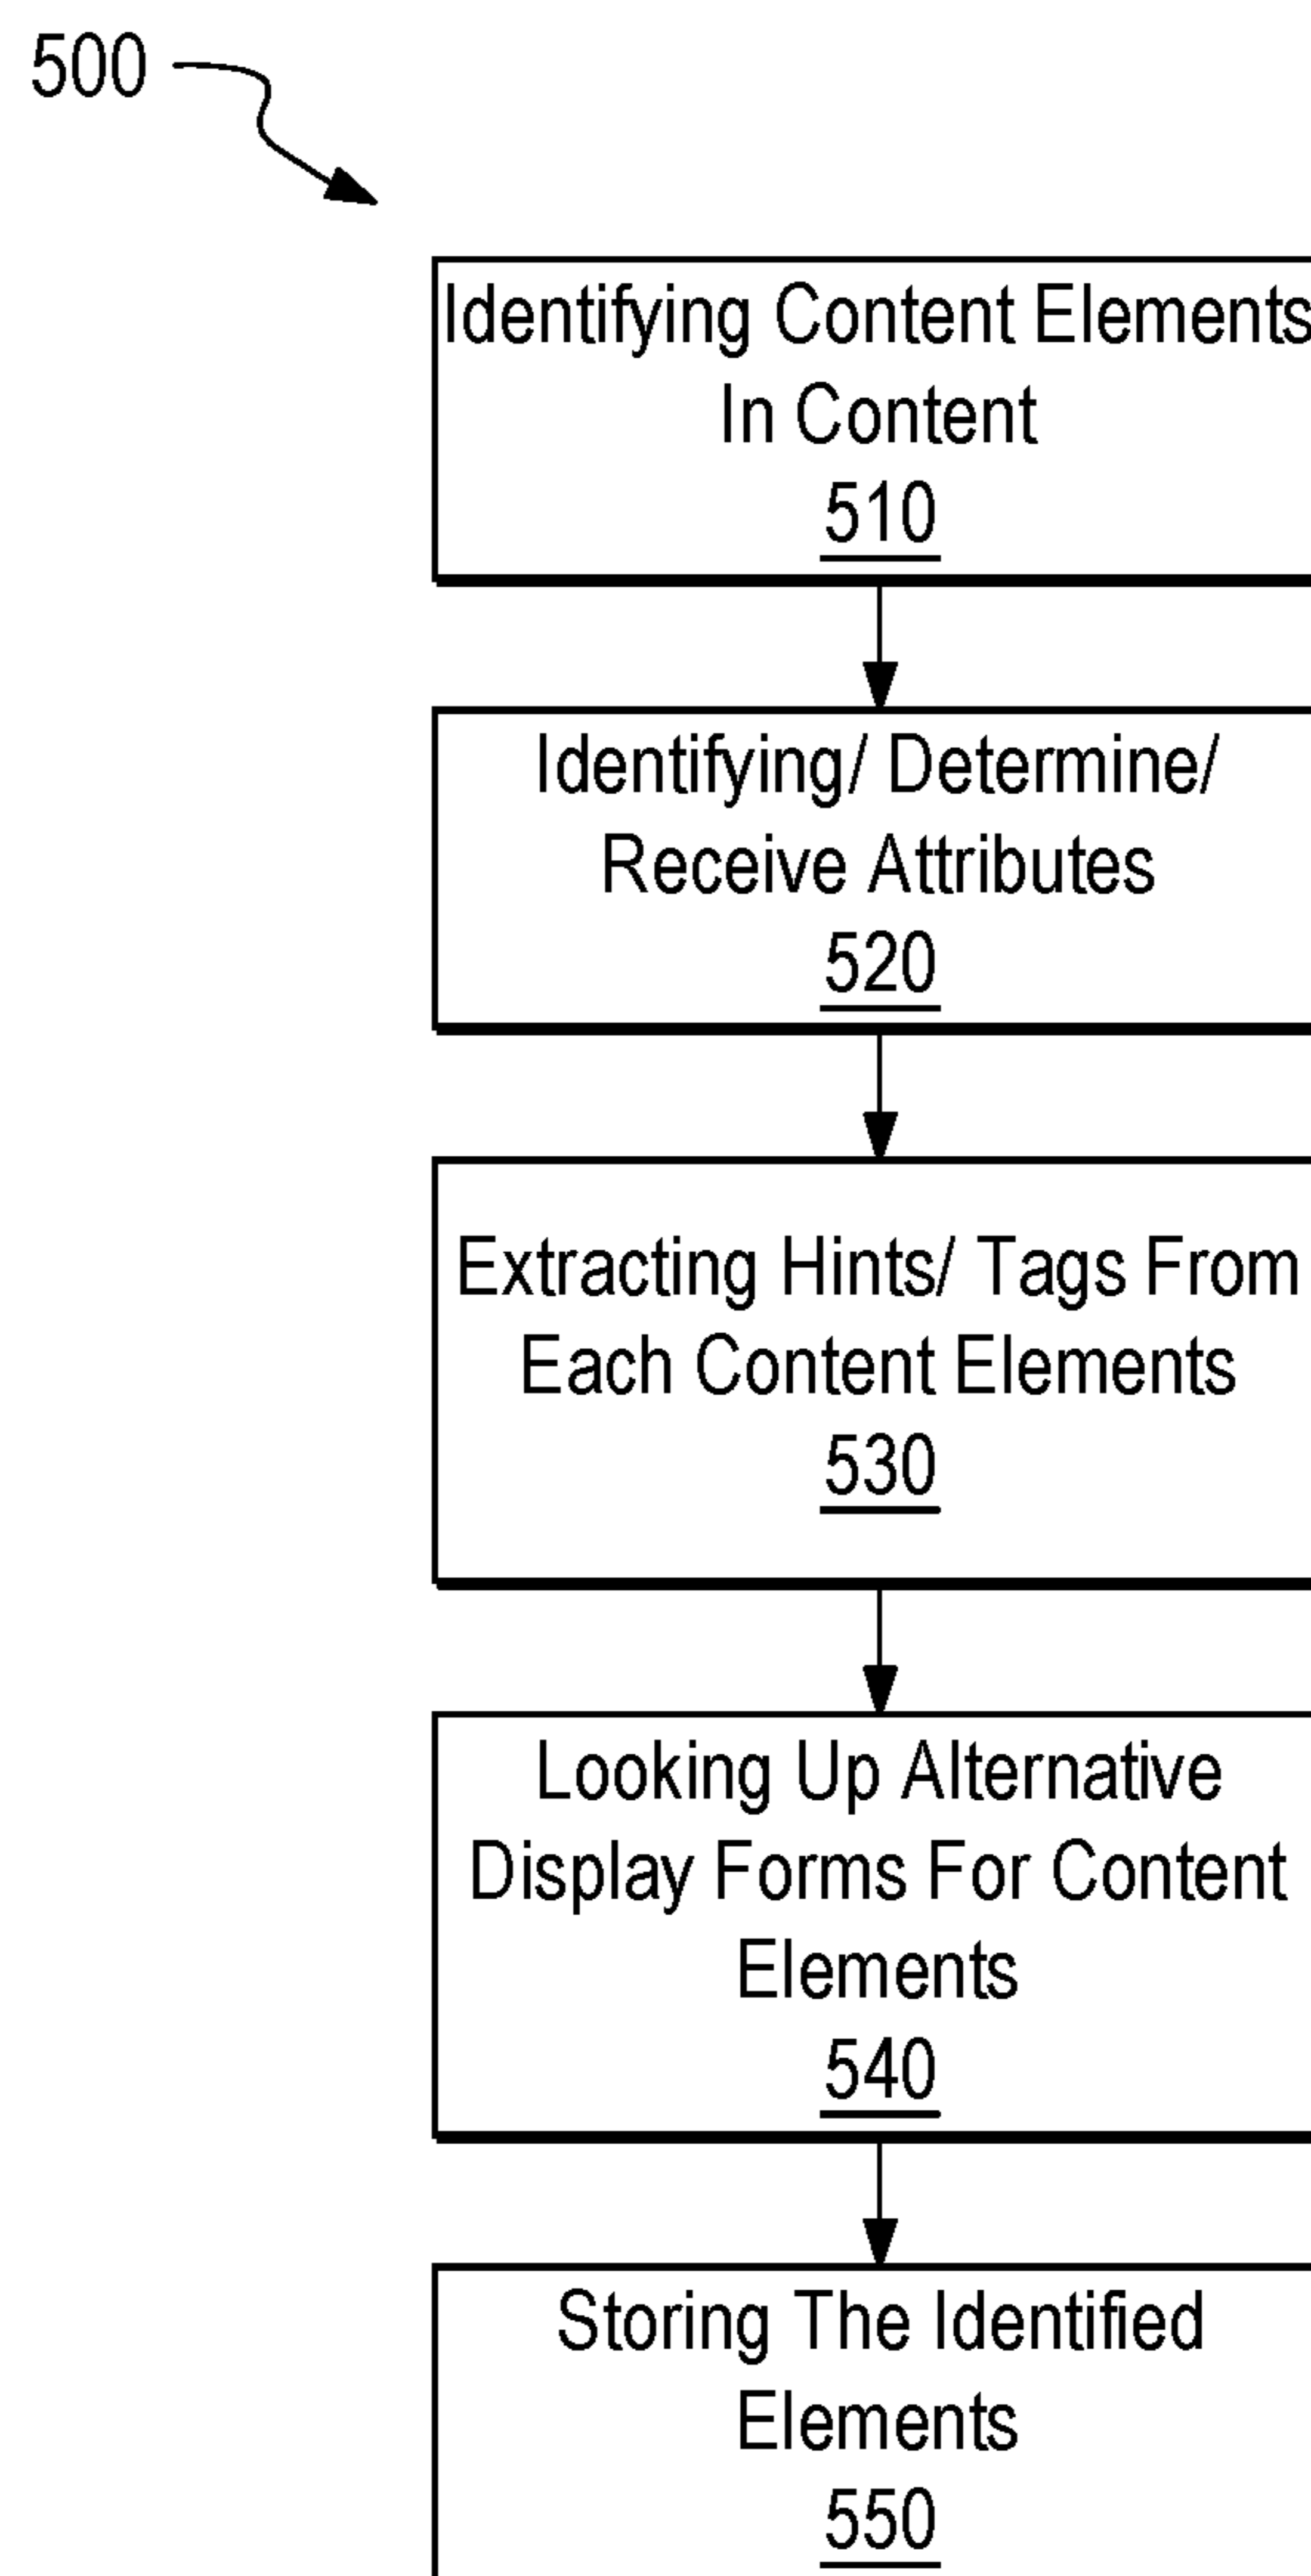 500
Identifying Content Elements
In Content
510
Identifying/ Determine/
Receive Attributes
520
Extracting Hints/ Tags From
Each Content Elements
530
Looking Up Alternative
Display Forms For Content
Elements
540
Storing The Identified
Elements
550